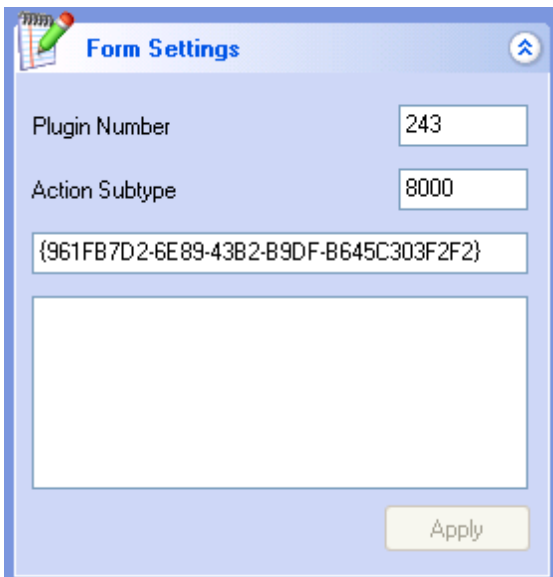 Form Settings
Plugin Number 243
Action Subtype 8000
{961FB7D2-6E89-43B2-B9DF-B645C303F2F2}
Apply